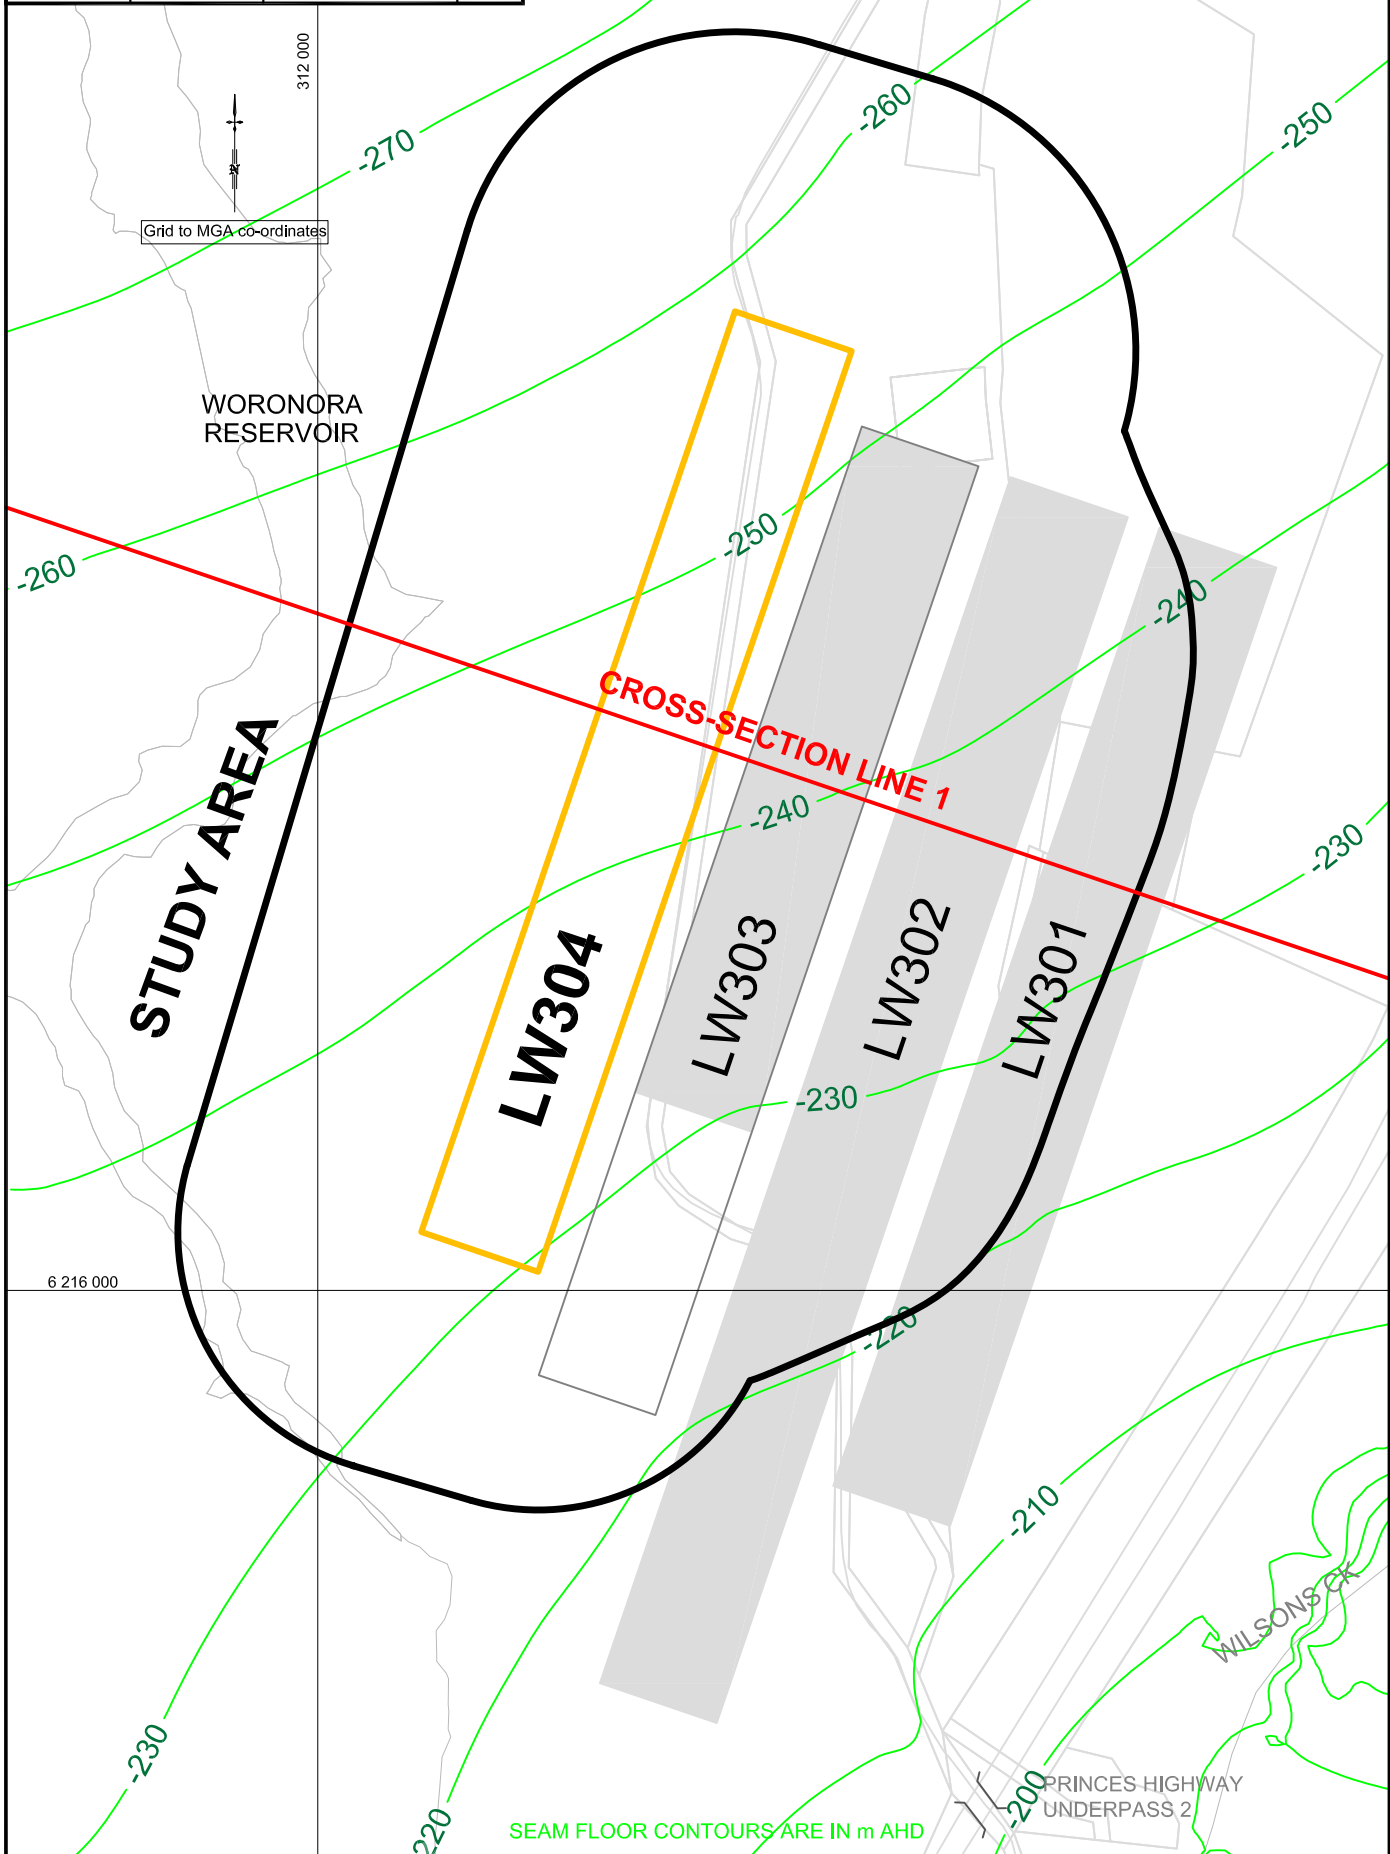 312 000
-260
-250
-270
Grid to MGA co-ordinates
WORONORA
RESERVOIR
-250
-260
-240
CROSS-SECTION LINE 1
STUDY AREA
-240
-230
LW304
LW303
LW302
LW301
-230
6 216 000
-220
-210
WILSONS CK
-230
-200
PRINCES HIGHWAY
UNDERPASS 2
220
SEAM FLOOR CONTOURS ARE IN m AHD